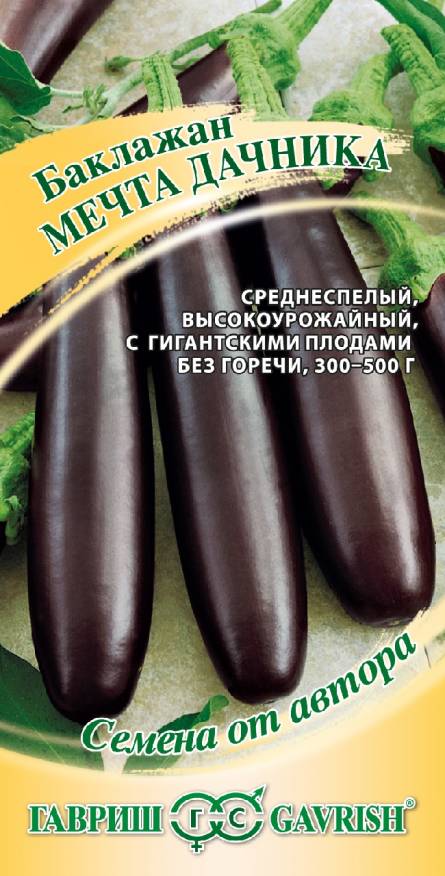 Баклажан
МЕЧТА ДАЧНИКА
СРЕДНЕСПЕЛЫЙ,
ВЫСОКОУРОЖАЙНЫЙ,
С ГИГАНТСКИМИ ПЛОДАМИ
БЕЗ ГОРЕЧИ, 300–500 Г
Семена от автора
ГАВРИШ ГС GAVRISH®